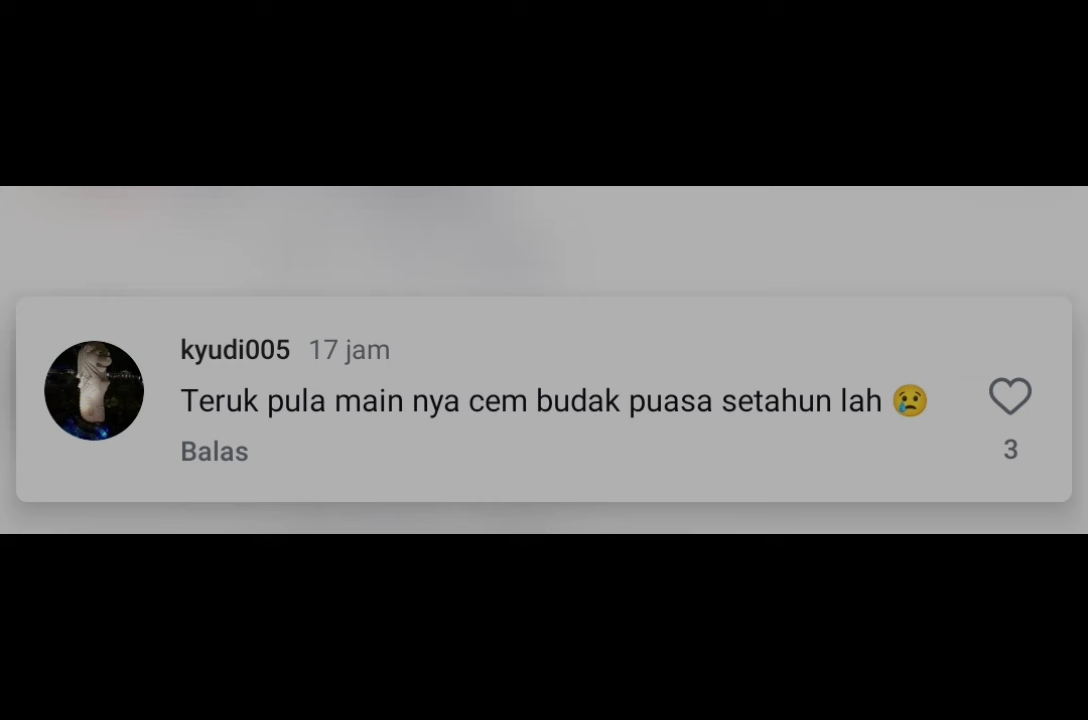 kyudi005 17 jam
Teruk pula main nya cem budak puasa setahun lah 😢
Balas
3